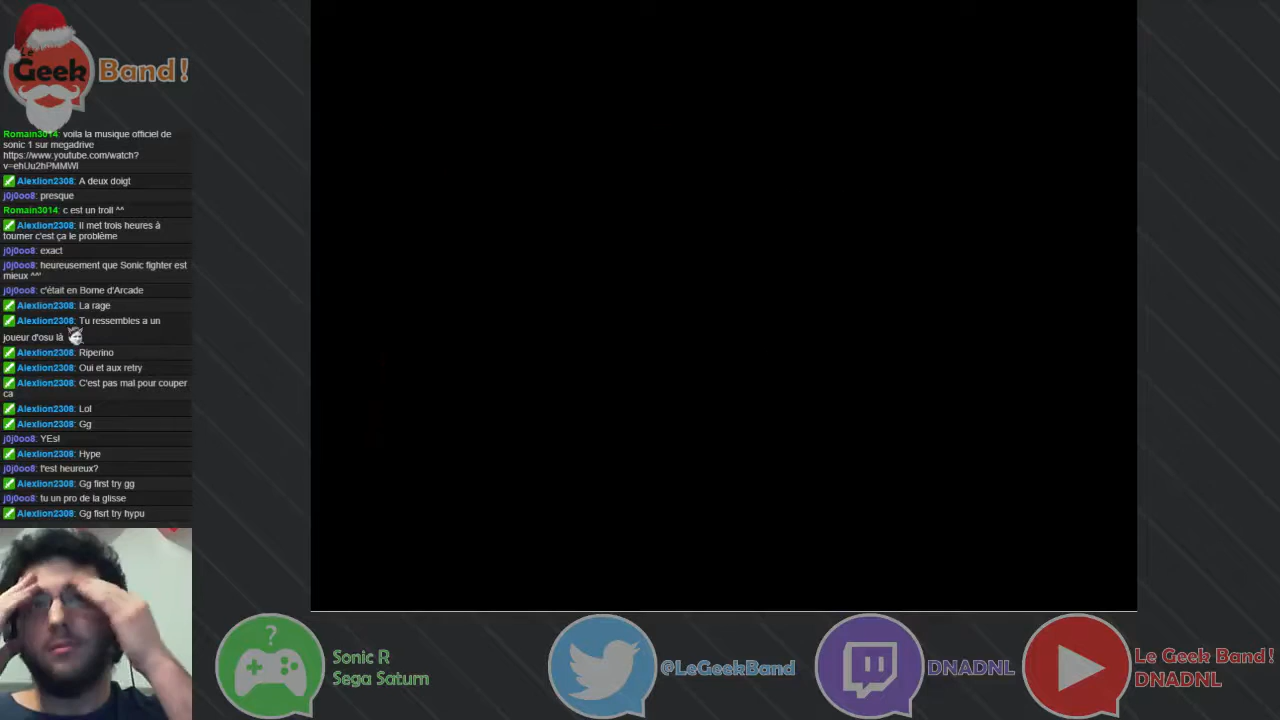 Le
Geek Band!
Romain3014: voila la musique officiel de
sonic 1 sur megadrive
https://www.youtube.com/watch?
v=ehUu2hPMMWI
Alexlion2308: A deux doigt
j0j0oo8: presque
Romain3014: c est un troll ^^
Alexlion2308: Il met trois heures à
tourner c'est ça le problème
j0j0oo8: exact
j0j0oo8: heureusement que Sonic fighter est
mieux ^^'
j0j0oo8: c'était en Borne d'Arcade
Alexlion2308: La rage
Alexlion2308: Tu ressembles a un
joueur d'osu là
Alexlion2308: Riperino
Alexlion2308: Oui et aux retry
Alexlion2308: C'est pas mal pour couper
ca
Alexlion2308: Lol
Alexlion2308: Gg
j0j0oo8: YEs!
Alexlion2308: Hype
j0j0oo8: t'est heureux?
Alexlion2308: Gg first try gg
j0j0oo8: tu un pro de la glisse
Alexlion2308: Gg fisrt try hypu
?
Sonic R
Sega Saturn
@LeGeekBand
DNADNL
Le Geek Band!
DNADNL